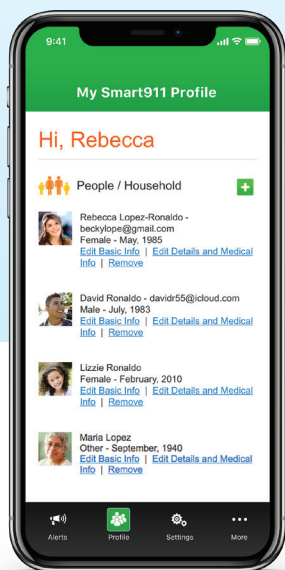 9:41
My Smart911 Profile
Hi, Rebecca
People / Household
Rebecca Lopez-Ronaldo -
beckylope@gmail.com
Female - May, 1985
Edit Basic Info | Edit Details and Medical
Info | Remove
David Ronaldo - davidr55@icloud.com
Male - July, 1983
Edit Basic Info | Edit Details and Medical
Info | Remove
Lizzie Ronaldo
Female - February, 2010
Edit Basic Info | Edit Details and Medical
Info | Remove
Maria Lopez
Other - September, 1940
Edit Basic Info | Edit Details and Medical
Info | Remove
Alerts Profile Settings More